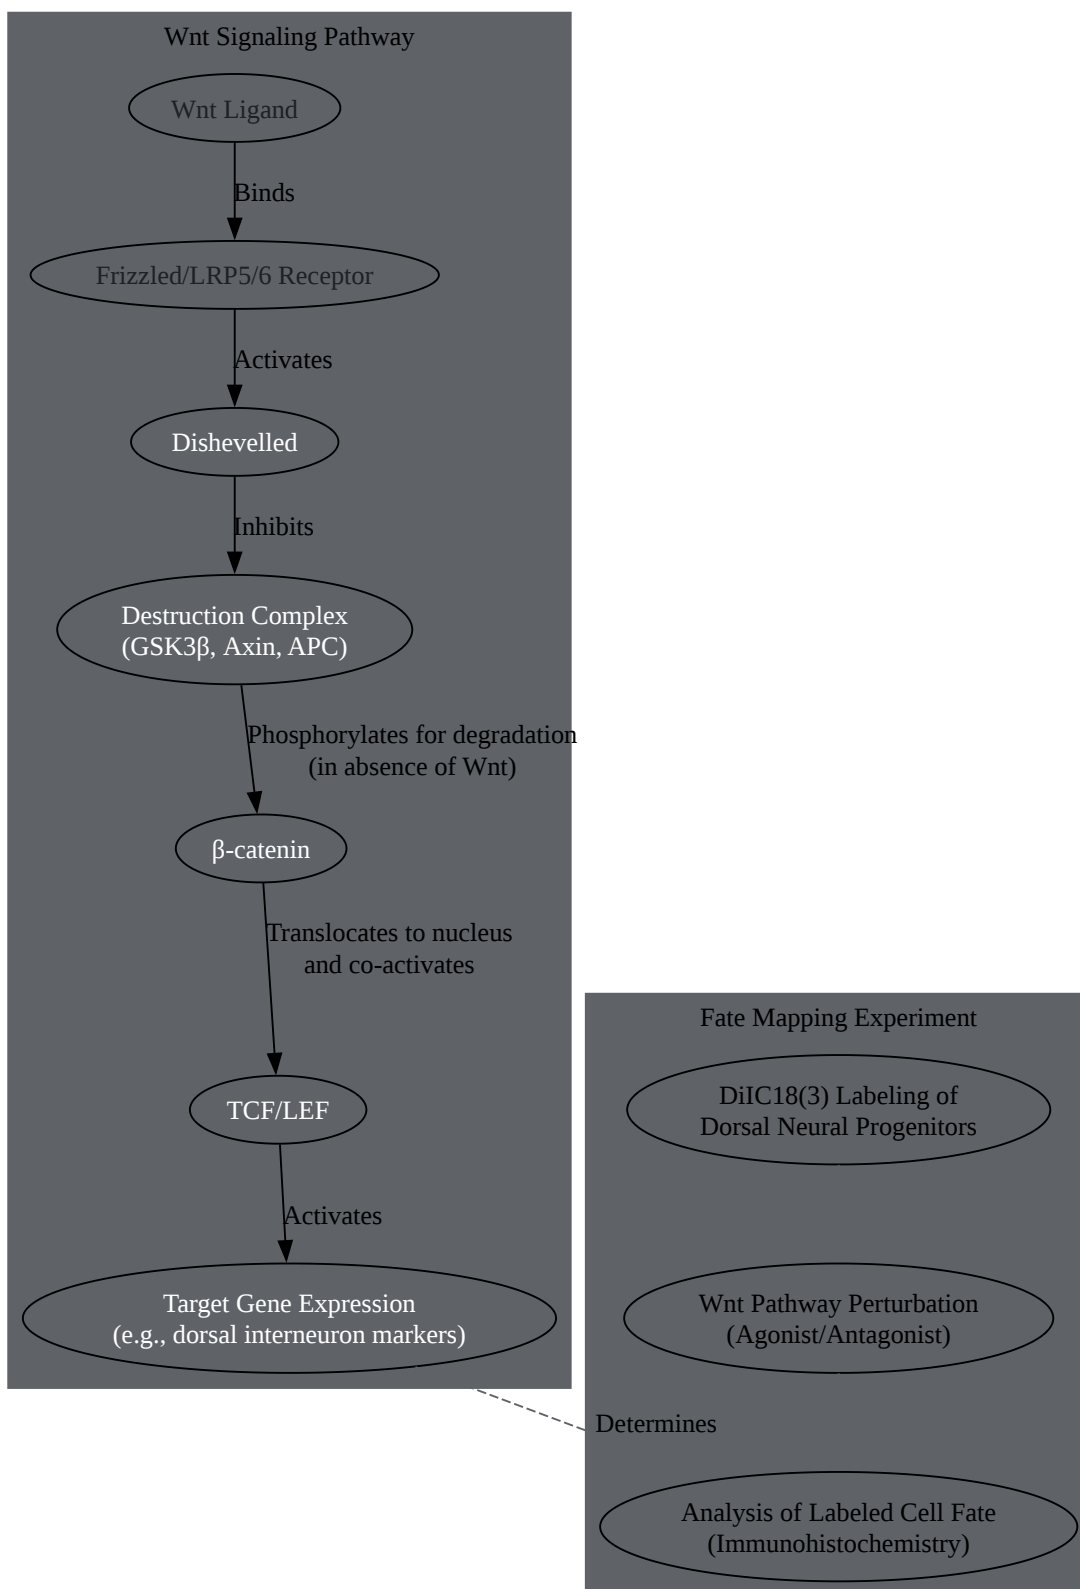 Wnt Signaling Pathway
Wnt Ligand
Binds
Frizzled/LRP5/6 Receptor
Activates
Dishevelled
Inhibits
Destruction Complex
(GSK3β, Axin, APC)
Phosphorylates for degradation
(in absence of Wnt)
β-catenin
Translocates to nucleus
and co-activates
TCF/LEF
Activates
Target Gene Expression
(e.g., dorsal interneuron markers)
Fate Mapping Experiment
DiIC18(3) Labeling of
Dorsal Neural Progenitors
Wnt Pathway Perturbation
(Agonist/Antagonist)
Determines
Analysis of Labeled Cell Fate
(Immunohistochemistry)